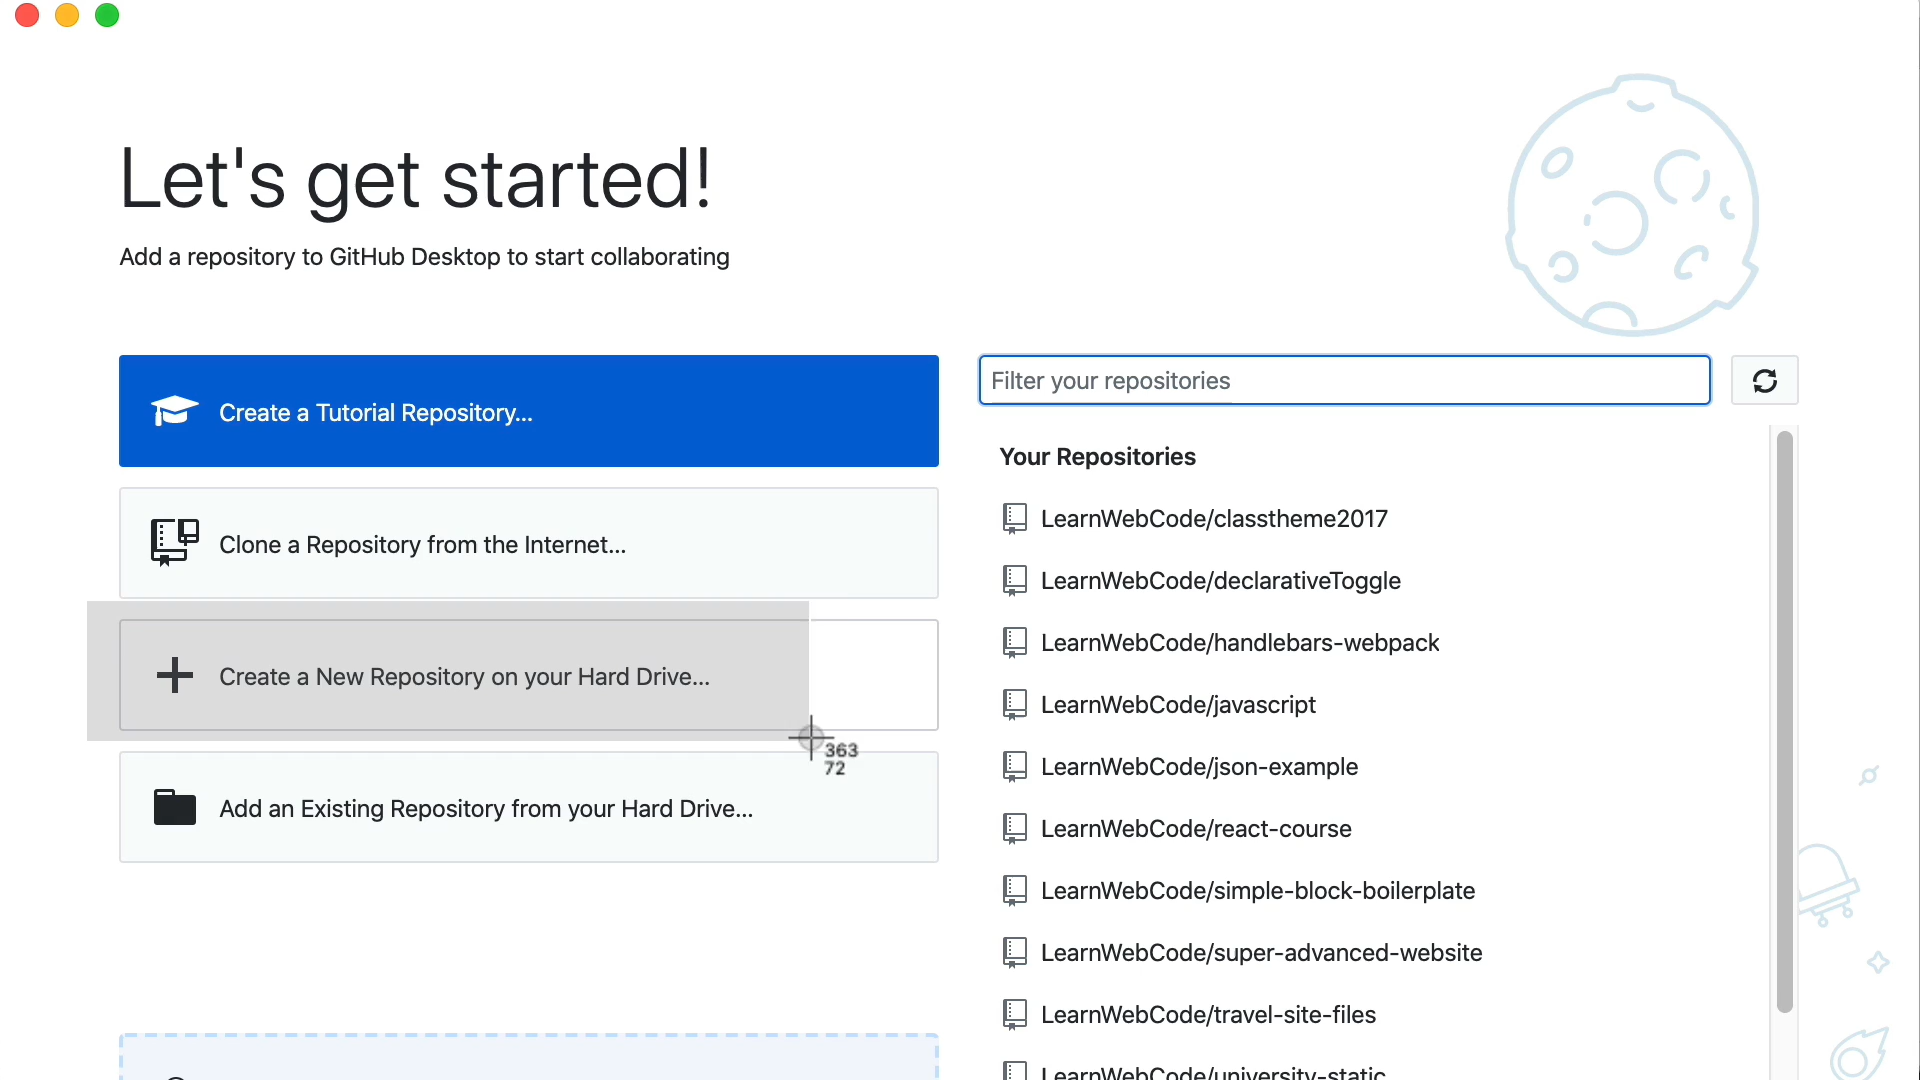 Let's get started!
Add a repository to GitHub Desktop to start collaborating
Create a Tutorial Repository...
Clone a Repository from the Internet...
Create a New Repository on your Hard Drive...
363
72
Add an Existing Repository from your Hard Drive...
Filter your repositories
Your Repositories
LearnWebCode/classtheme2017
LearnWebCode/declarativeToggle
LearnWebCode/handlebars-webpack
LearnWebCode/javascript
LearnWebCode/json-example
LearnWebCode/react-course
LearnWebCode/simple-block-boilerplate
LearnWebCode/super-advanced-website
LearnWebCode/travel-site-files
LearnWebCode/university-static